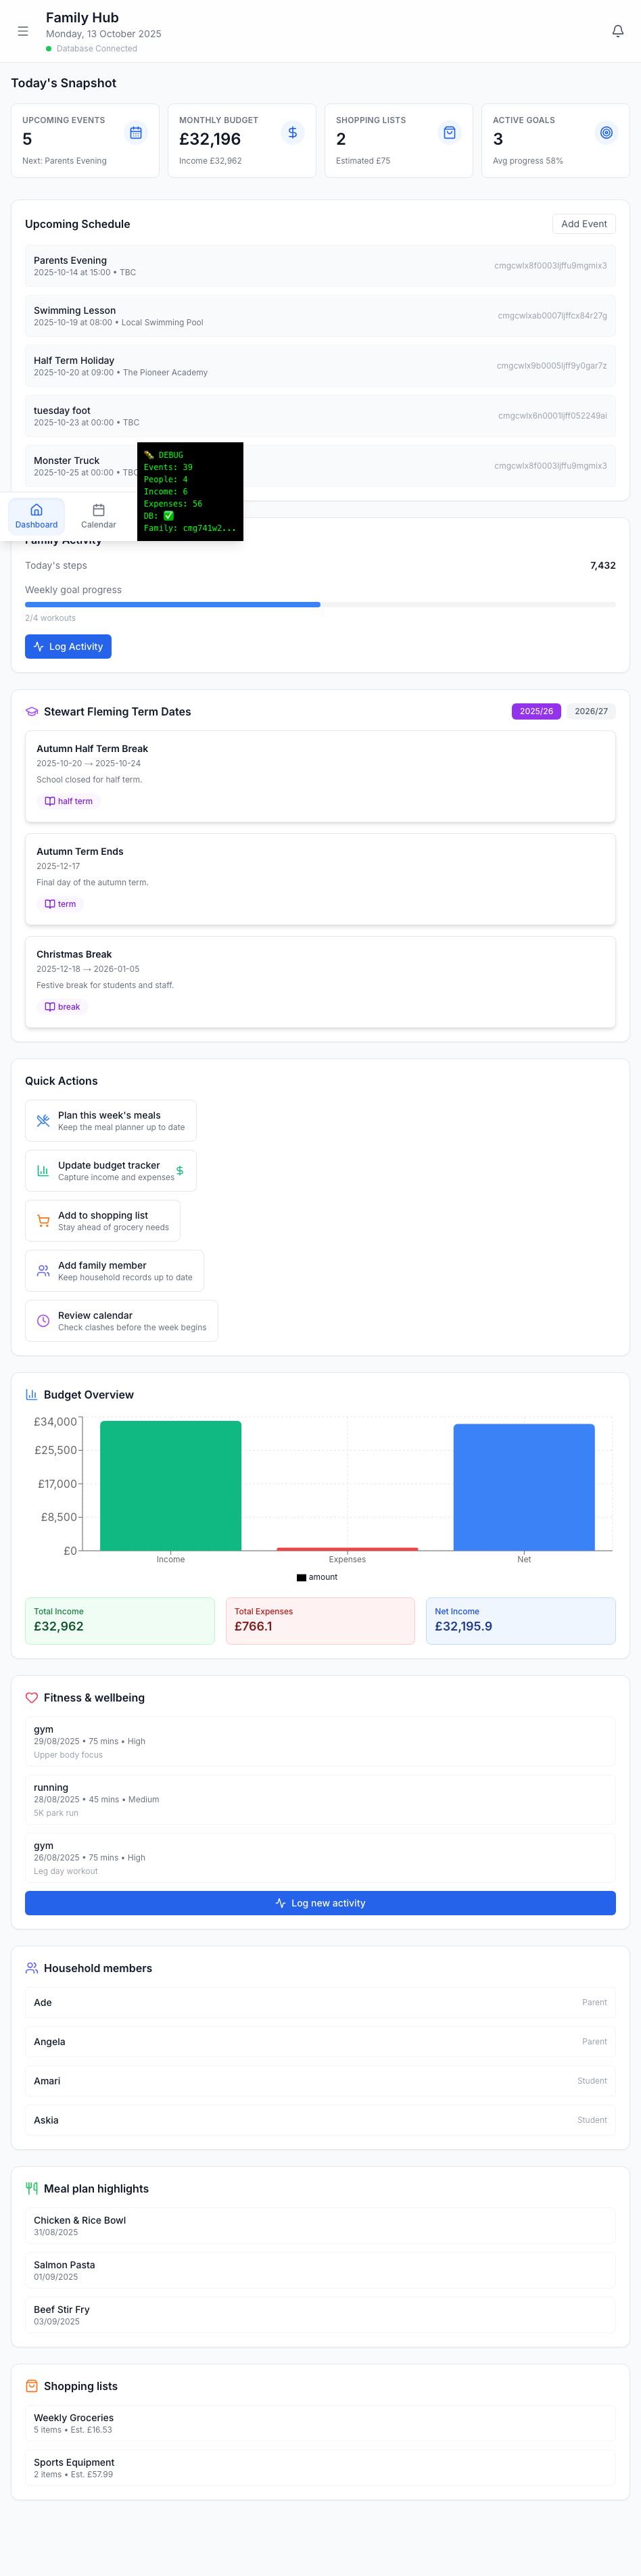 Family Hub
Monday, 13 October 2025
Database Connected
Today's Snapshot
UPCOMING EVENTS
5
Next: Parents Evening
MONTHLY BUDGET
£32,196
Income £32,962
SHOPPING LISTS
2
Estimated £75
ACTIVE GOALS
3
Avg progress 58%
Upcoming Schedule
Add Event
Parents Evening
2025-10-14 at 15:00 • TBC
cmgcwlx8f0003ljffu9mgmix3
Swimming Lesson
2025-10-19 at 08:00 • Local Swimming Pool
cmgcwlxab0007ljffcx84r27g
Half Term Holiday
2025-10-20 at 09:00 • The Pioneer Academy
cmgcwlx9b0005ljff9y0gar7z
tuesday foot
2025-10-23 at 00:00 • TBC
cmgcwlx6n0001ljff052249ai
Monster Truck
2025-10-25 at 00:00 • TBC
cmgcwlx8f0003ljffu9mgmix3
DEBUG
Events: 39
People: 4
Income: 6
Expenses: 56
DB: ✅
Family: cmg741w2...
Dashboard
Calendar
Family Activity
Today's steps
7,432
Weekly goal progress
2/4 workouts
Log Activity
Stewart Fleming Term Dates
2025/26
2026/27
Autumn Half Term Break
2025-10-20 → 2025-10-24
School closed for half term.
half term
Autumn Term Ends
2025-12-17
Final day of the autumn term.
term
Christmas Break
2025-12-18 → 2026-01-05
Festive break for students and staff.
break
Quick Actions
Plan this week's meals
Keep the meal planner up to date
Update budget tracker
Capture income and expenses
Add to shopping list
Stay ahead of grocery needs
Add family member
Keep household records up to date
Review calendar
Check clashes before the week begins
Budget Overview
£34,000
£25,500
£17,000
£8,500
£0
Income
Expenses
Net
amount
Total Income
£32,962
Total Expenses
£766.1
Net Income
£32,195.9
Fitness & wellbeing
gym
29/08/2025 • 75 mins • High
Upper body focus
running
28/08/2025 • 45 mins • Medium
5K park run
gym
26/08/2025 • 75 mins • High
Leg day workout
Log new activity
Household members
Ade
Parent
Angela
Parent
Amari
Student
Askia
Student
Meal plan highlights
Chicken & Rice Bowl
31/08/2025
Salmon Pasta
01/09/2025
Beef Stir Fry
03/09/2025
Shopping lists
Weekly Groceries
5 items • Est. £16.53
Sports Equipment
2 items • Est. £57.99